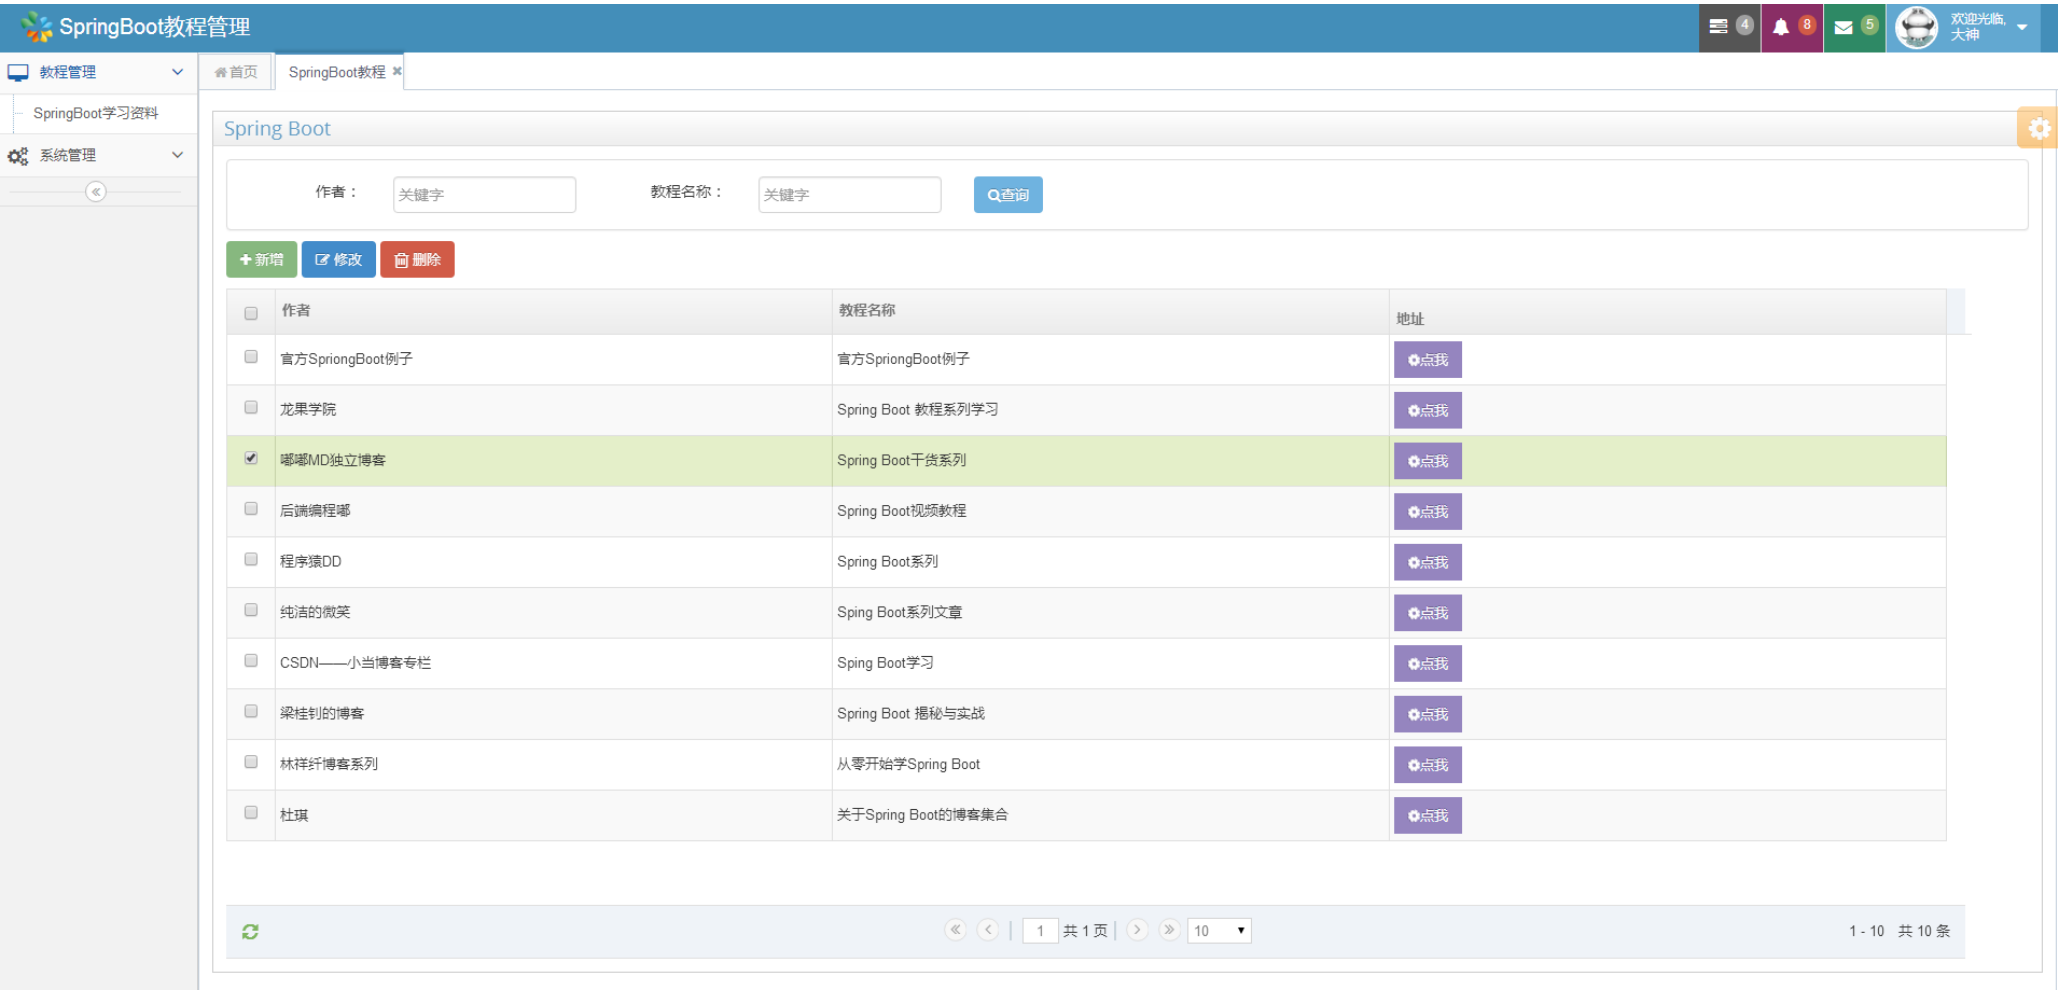 SpringBoot教程管理
4
8
5
欢迎光临,
大神
教程管理
首页
SpringBoot教程
SpringBoot学习资料
系统管理
Spring Boot
作者： 关键字 教程名称： 关键字 查询
新增 修改 删除
作者 教程名称 地址
官方SpriongBoot例子 官方SpriongBoot例子 点我
龙果学院 Spring Boot 教程系列学习 点我
嘟嘟MD独立博客 Spring Boot干货系列 点我
后端编程嘟 Spring Boot视频教程 点我
程序猿DD Spring Boot系列 点我
纯洁的微笑 Sping Boot系列文章 点我
CSDN——小当博客专栏 Sping Boot学习 点我
梁桂钊的博客 Spring Boot 揭秘与实战 点我
林祥纤博客系列 从零开始学Spring Boot 点我
杜琪 关于Spring Boot的博客集合 点我
1 共 1 页 10 1 - 10 共 10 条